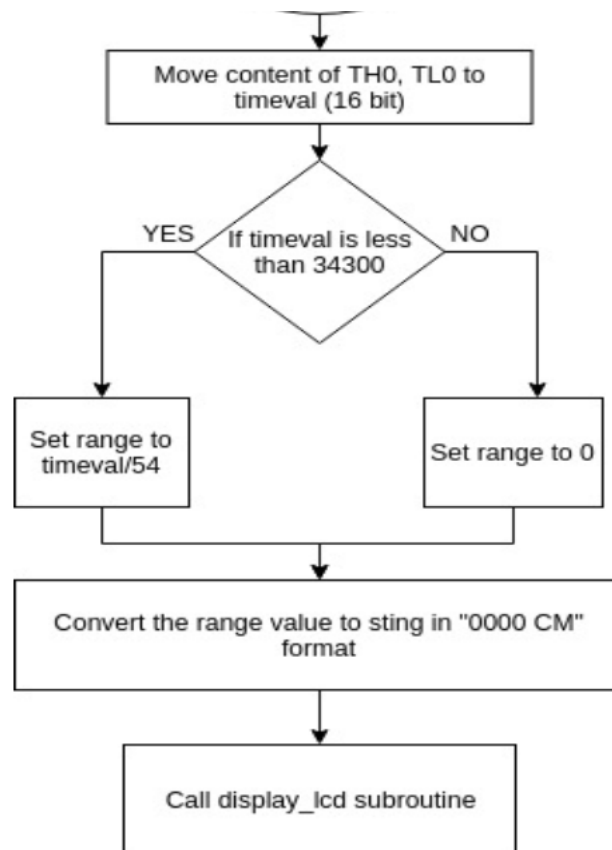 Move content of TH0, TL0 to
timeval (16 bit)
YES
If timeval is less
than 34300
NO
Set range to
timeval/54
Set range to 0
Convert the range value to sting in "0000 CM"
format
Call display_lcd subroutine